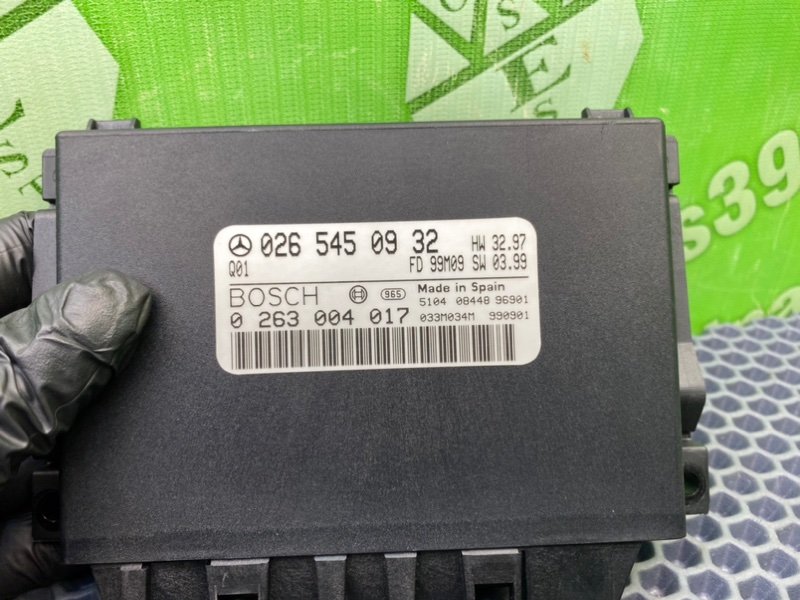 026 545 09 32 HW 32.97
Q01 FD 99M09 SW 03.99
BOSCH 965 Made in Spain
5104 08448 96901
0 263 004 017 033M034M 990901
s39